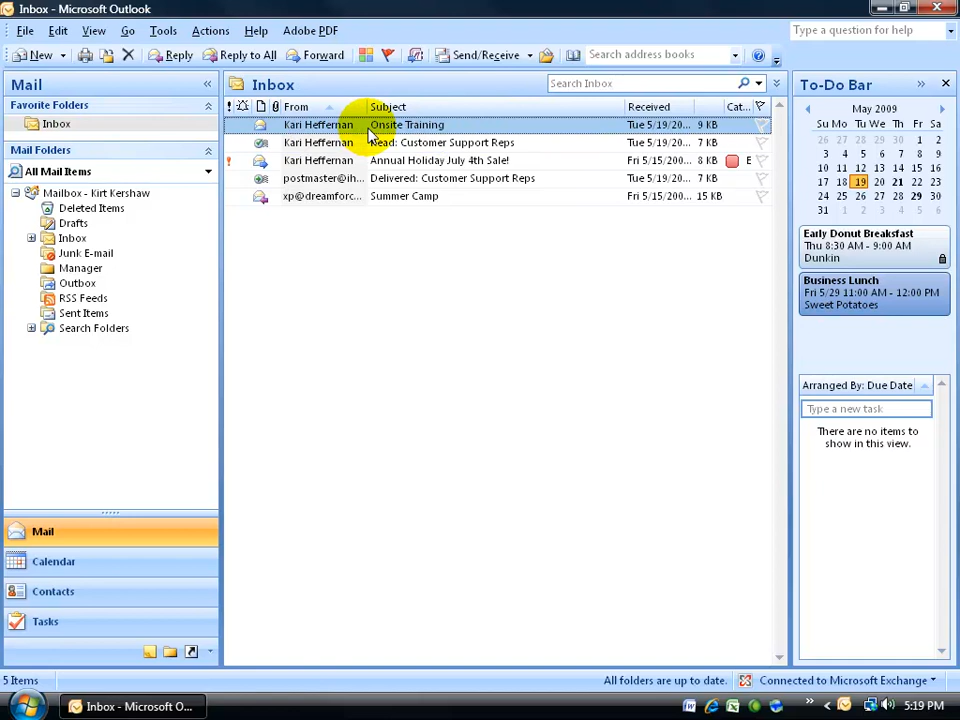 Inbox - Microsoft Outlook
File Edit View Go Tools Actions Help Adobe PDF
Type a question for help
New Reply Reply to All Forward Send/Receive Search address books
Mail
Favorite Folders
Inbox
Mail Folders
All Mail Items
Mailbox - Kirt Kershaw
Deleted Items
Drafts
Inbox
Junk E-mail
Manager
Outbox
RSS Feeds
Sent Items
Search Folders
Mail
Calendar
Contacts
Tasks
Inbox
Search Inbox
! From Subject Received Cat...
Kari Heffernan Onsite Training Tue 5/19/20... 9 KB
Kari Heffernan Read: Customer Support Reps Tue 5/19/20... 7 KB
! Kari Heffernan Annual Holiday July 4th Sale! Fri 5/15/200... 8 KB E
postmaster@ih... Delivered: Customer Support Reps Tue 5/19/20... 7 KB
xp@dreamforc... Summer Camp Fri 5/15/200... 15 KB
To-Do Bar
May 2009
Su Mo Tu We Th Fr Sa
26 27 28 29 30 1 2
3 4 5 6 7 8 9
10 11 12 13 14 15 16
17 18 19 20 21 22 23
24 25 26 27 28 29 30
31 1 2 3 4 5 6
Early Donut Breakfast
Thu 8:30 AM - 9:00 AM
Dunkin
Business Lunch
Fri 5/29 11:00 AM - 12:00 PM
Sweet Potatoes
Arranged By: Due Date
Type a new task
There are no items to
show in this view.
5 Items
All folders are up to date.
Connected to Microsoft Exchange
Inbox - Microsoft O...
5:19 PM